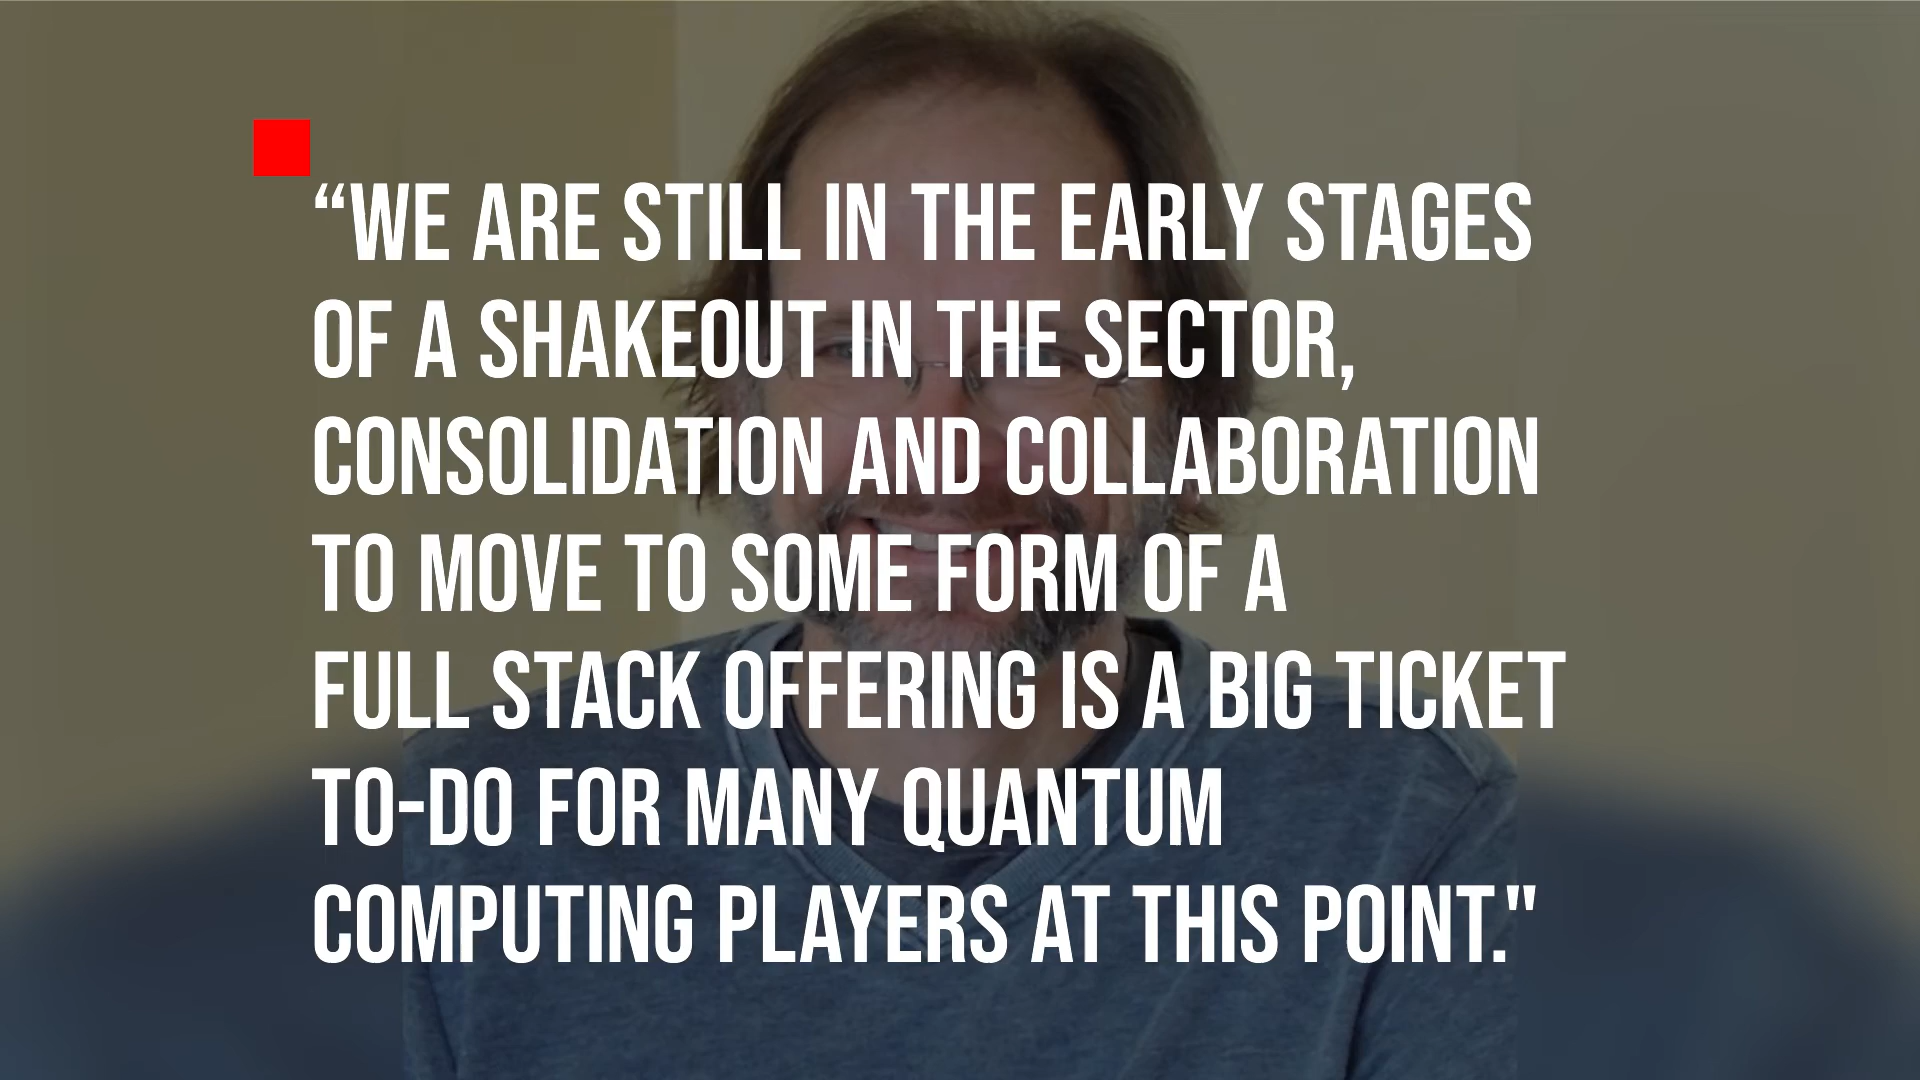 “WE ARE STILL IN THE EARLY STAGES
OF A SHAKEOUT IN THE SECTOR,
CONSOLIDATION AND COLLABORATION
TO MOVE TO SOME FORM OF A
FULL STACK OFFERING IS A BIG TICKET
TO-DO FOR MANY QUANTUM
COMPUTING PLAYERS AT THIS POINT."